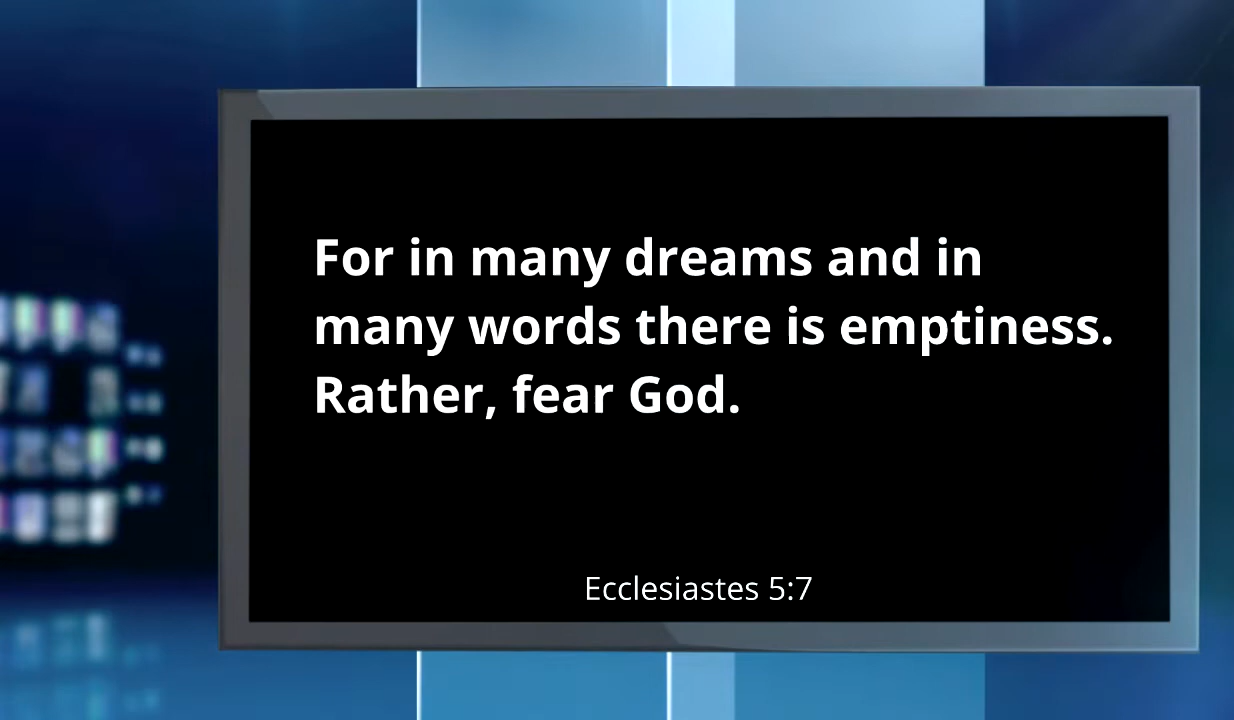 For in many dreams and in
many words there is emptiness.
Rather, fear God.
Ecclesiastes 5:7